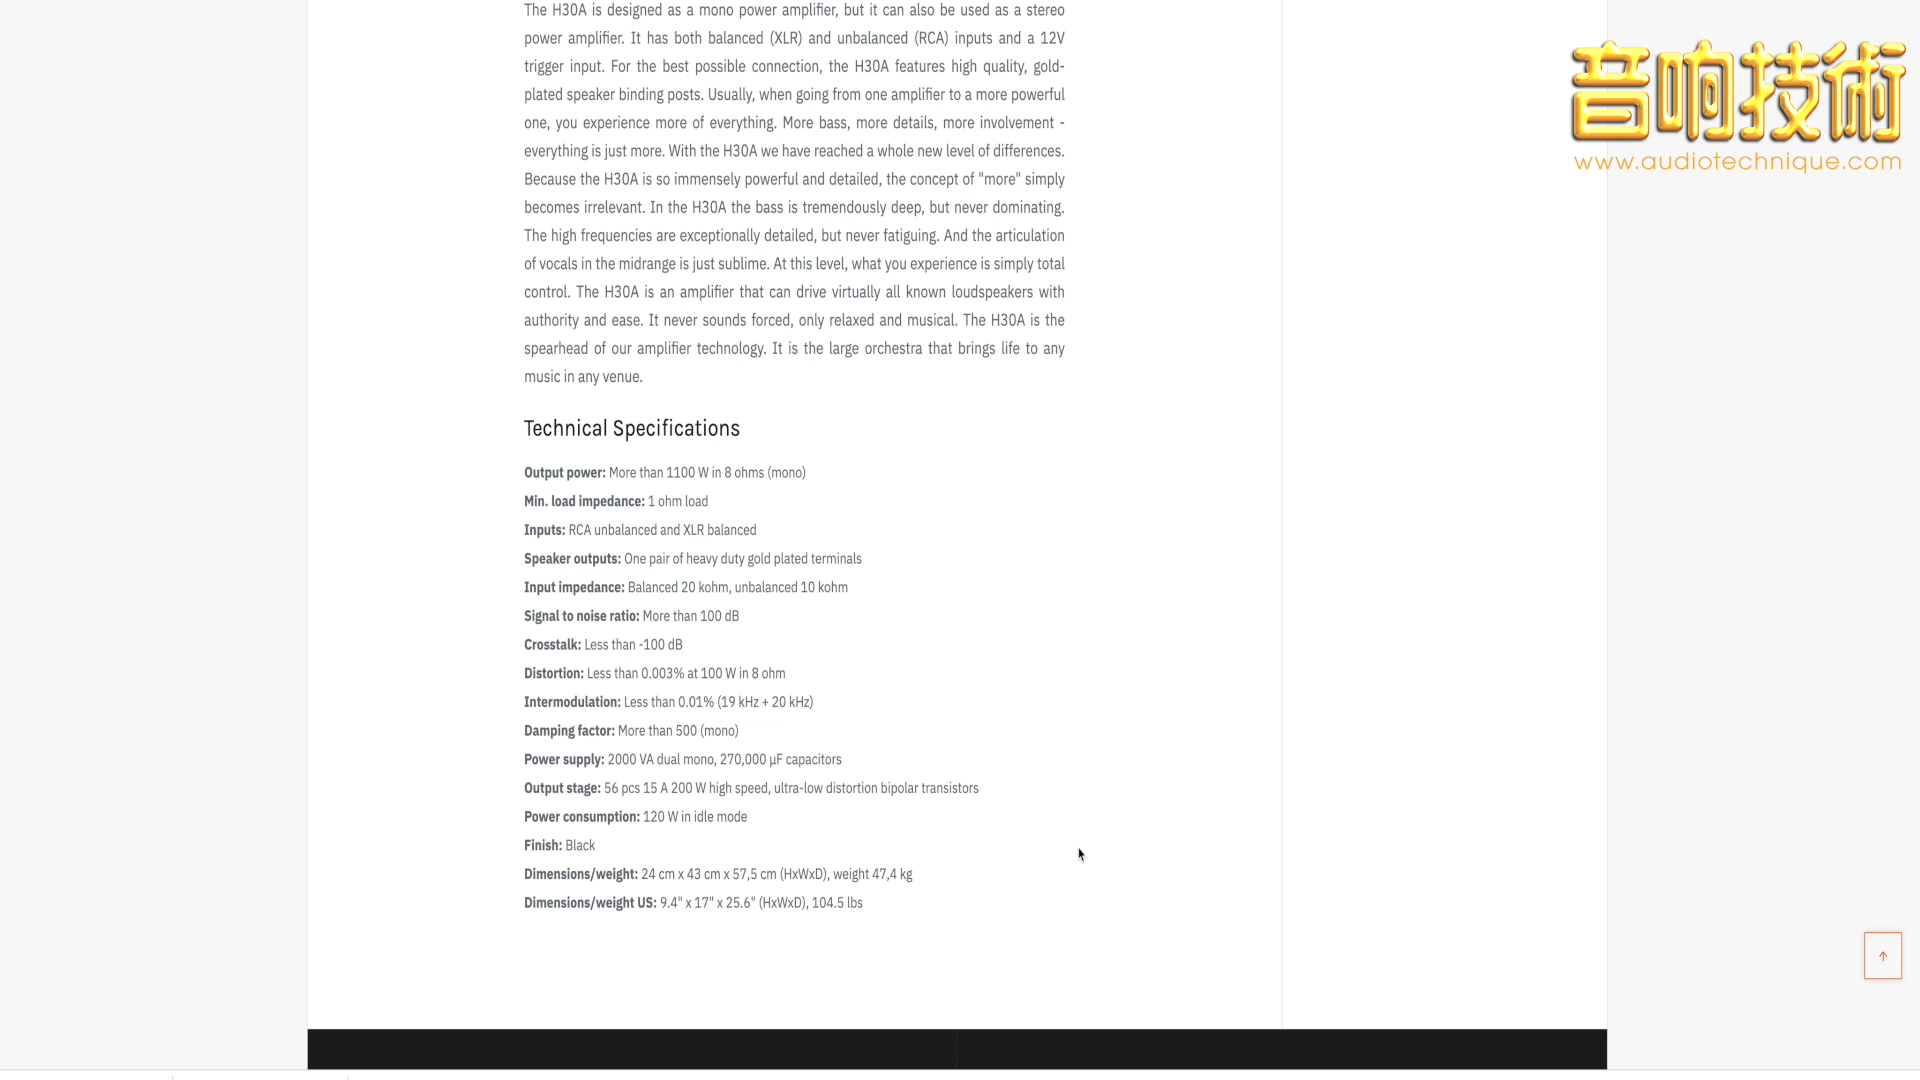 The H30A is designed as a mono power amplifier, but it can also be used as a stereo
power amplifier. It has both balanced (XLR) and unbalanced (RCA) inputs and a 12V
trigger input. For the best possible connection, the H30A features high quality, gold-
plated speaker binding posts. Usually, when going from one amplifier to a more powerful
one, you experience more of everything. More bass, more details, more involvement -
everything is just more. With the H30A we have reached a whole new level of differences.
Because the H30A is so immensely powerful and detailed, the concept of "more" simply
becomes irrelevant. In the H30A the bass is tremendously deep, but never dominating.
The high frequencies are exceptionally detailed, but never fatiguing. And the articulation
of vocals in the midrange is just sublime. At this level, what you experience is simply total
control. The H30A is an amplifier that can drive virtually all known loudspeakers with
authority and ease. It never sounds forced, only relaxed and musical. The H30A is the
spearhead of our amplifier technology. It is the large orchestra that brings life to any
music in any venue.
Technical Specifications
Output power: More than 1100 W in 8 ohms (mono)
Min. load impedance: 1 ohm load
Inputs: RCA unbalanced and XLR balanced
Speaker outputs: One pair of heavy duty gold plated terminals
Input impedance: Balanced 20 kohm, unbalanced 10 kohm
Signal to noise ratio: More than 100 dB
Crosstalk: Less than -100 dB
Distortion: Less than 0.003% at 100 W in 8 ohm
Intermodulation: Less than 0.01% (19 kHz + 20 kHz)
Damping factor: More than 500 (mono)
Power supply: 2000 VA dual mono, 270,000 µF capacitors
Output stage: 56 pcs 15 A 200 W high speed, ultra-low distortion bipolar transistors
Power consumption: 120 W in idle mode
Finish: Black
Dimensions/weight: 24 cm x 43 cm x 57,5 cm (HxWxD), weight 47,4 kg
Dimensions/weight US: 9.4" x 17" x 25.6" (HxWxD), 104.5 lbs
音响技術
www.audiotechnique.com